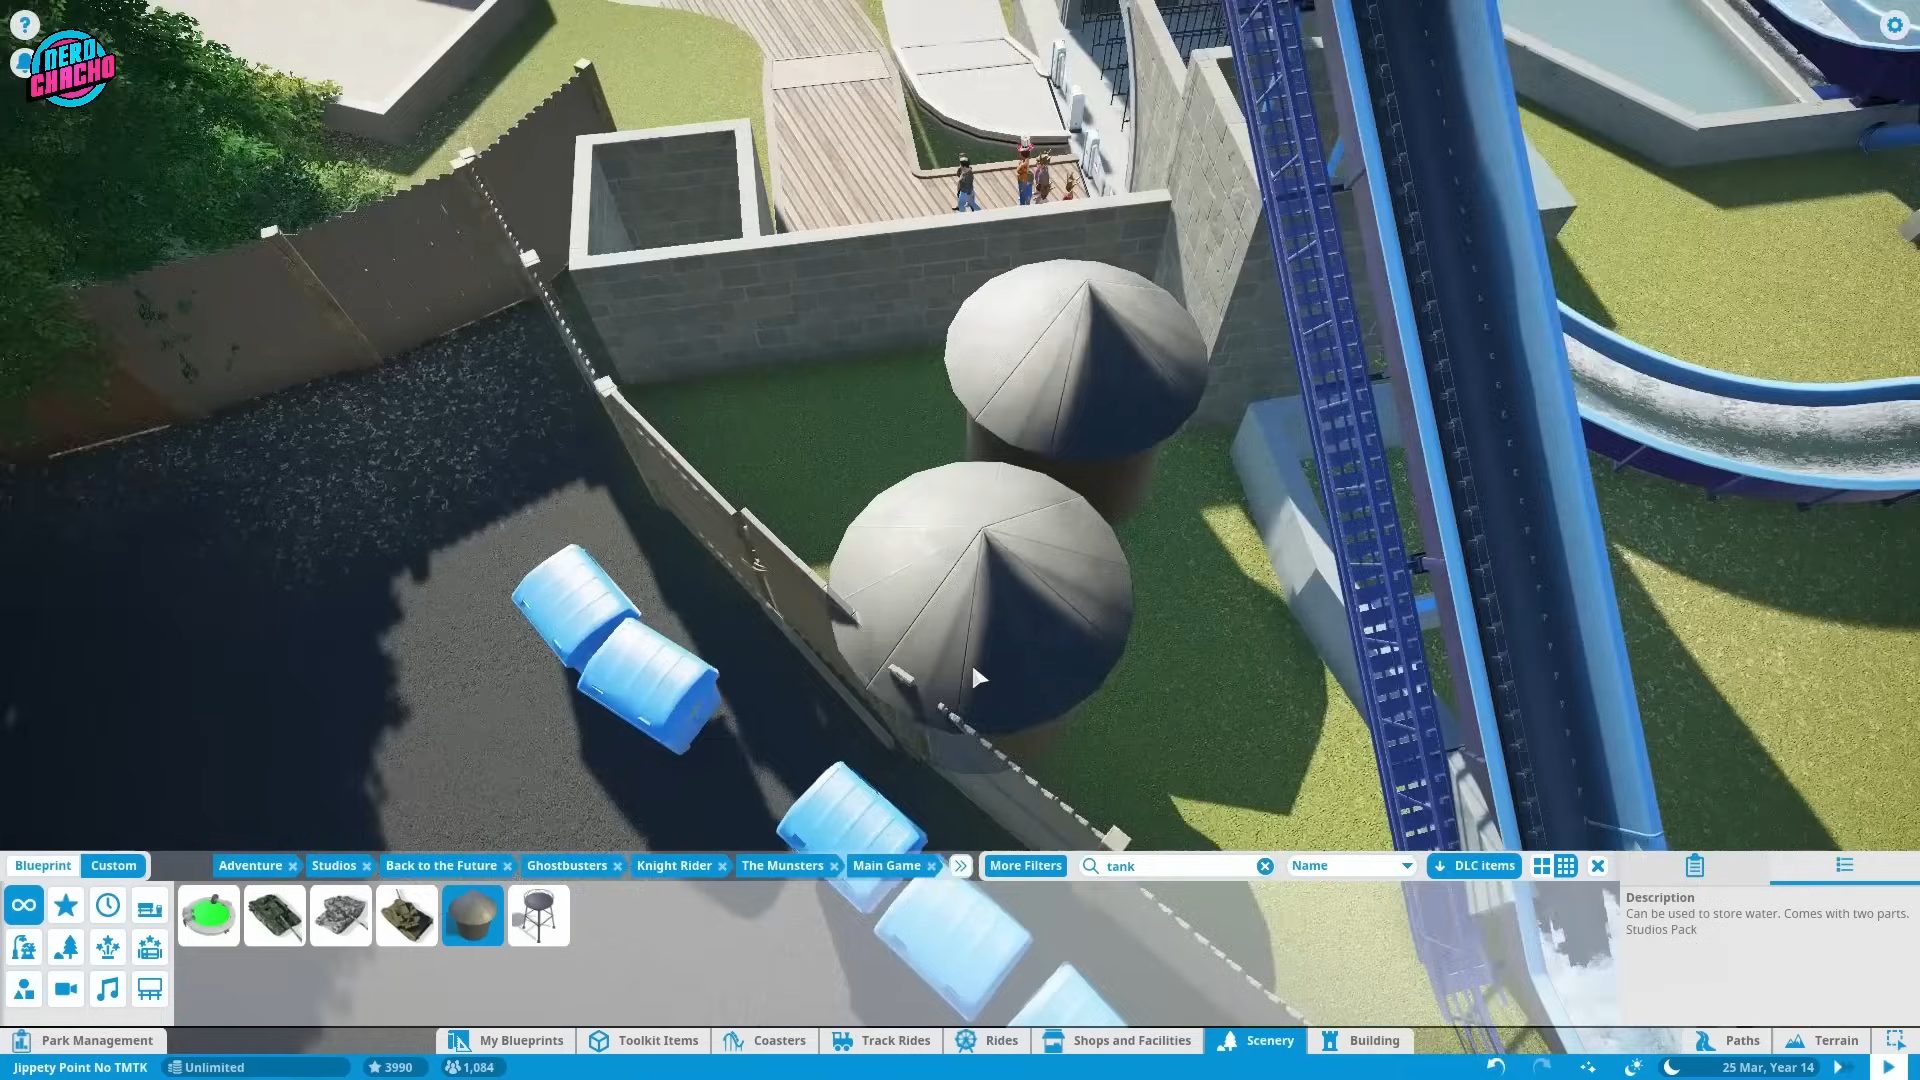 ?
NERD
CHACHO
Blueprint
Custom
Adventure
Studios
Back to the Future
Ghostbusters
Knight Rider
The Munsters
Main Game
More Filters
tank
Name
DLC items
Description
Can be used to store water. Comes with two parts.
Studios Pack
Park Management
My Blueprints
Toolkit Items
Coasters
Track Rides
Rides
Shops and Facilities
Scenery
Building
Paths
Terrain
Jippety Point No TMTK
Unlimited
3990
1,084
25 Mar, Year 14